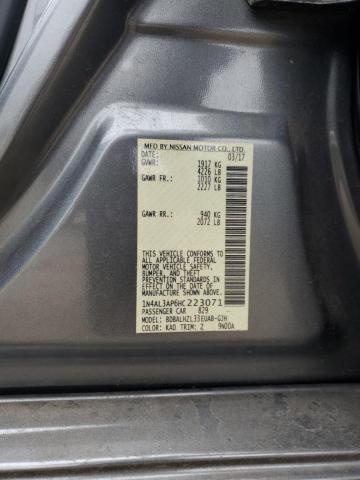 MFD BY NISSAN MOTOR CO., LTD.
DATE: 03/17
GVWR: 1917 KG
4226 LB
GAWR FR.: 1010 KG
2227 LB
GAWR RR.: 940 KG
2072 LB
THIS VEHICLE CONFORMS TO
ALL APPLICABLE FEDERAL
MOTOR VEHICLE SAFETY,
BUMPER, AND THEFT
PREVENTION STANDARDS
IN EFFECT ON THE DATE OF
MANUFACTURE SHOWN ABOVE.
1N4AL3AP6HC223071
PASSENGER CAR 829
MODEL: BDBALHZL33EUAB-GJH
COLOR: KAD TRIM: Z 9N00A